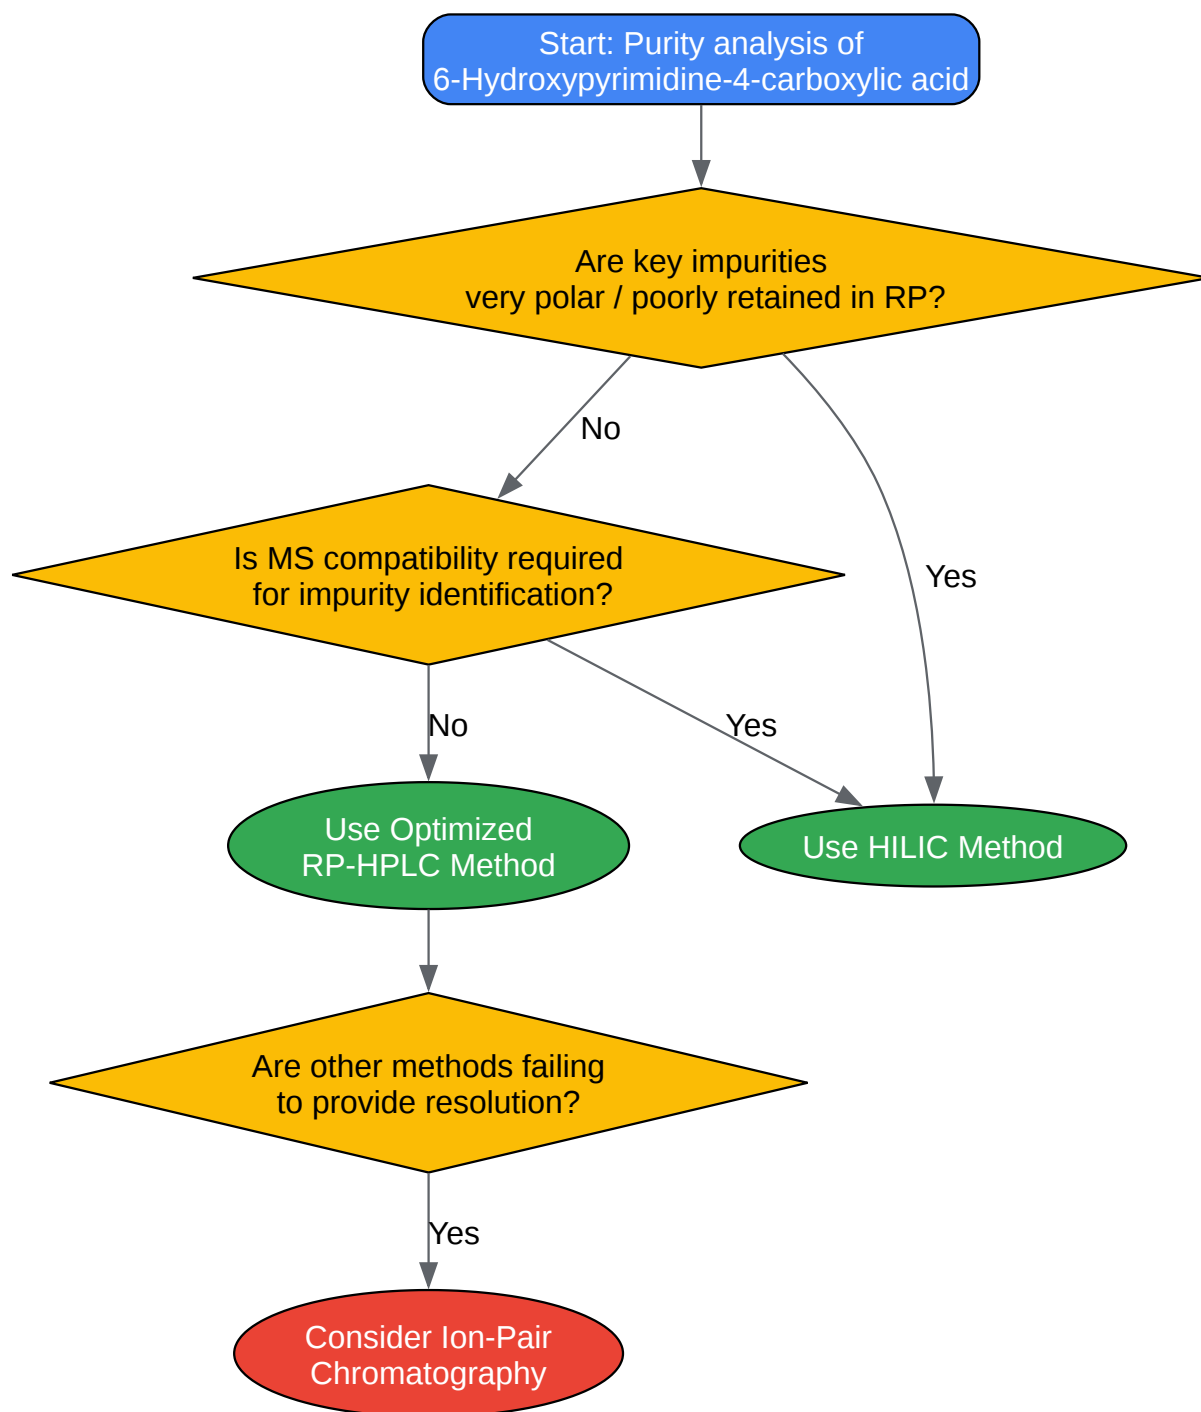 Start: Purity analysis of
6-Hydroxypyrimidine-4-carboxylic acid
Are key impurities
very polar / poorly retained in RP?
No
Yes
Is MS compatibility required
for impurity identification?
No
Yes
Use Optimized
RP-HPLC Method
Use HILIC Method
Are other methods failing
to provide resolution?
Yes
Consider Ion-Pair
Chromatography